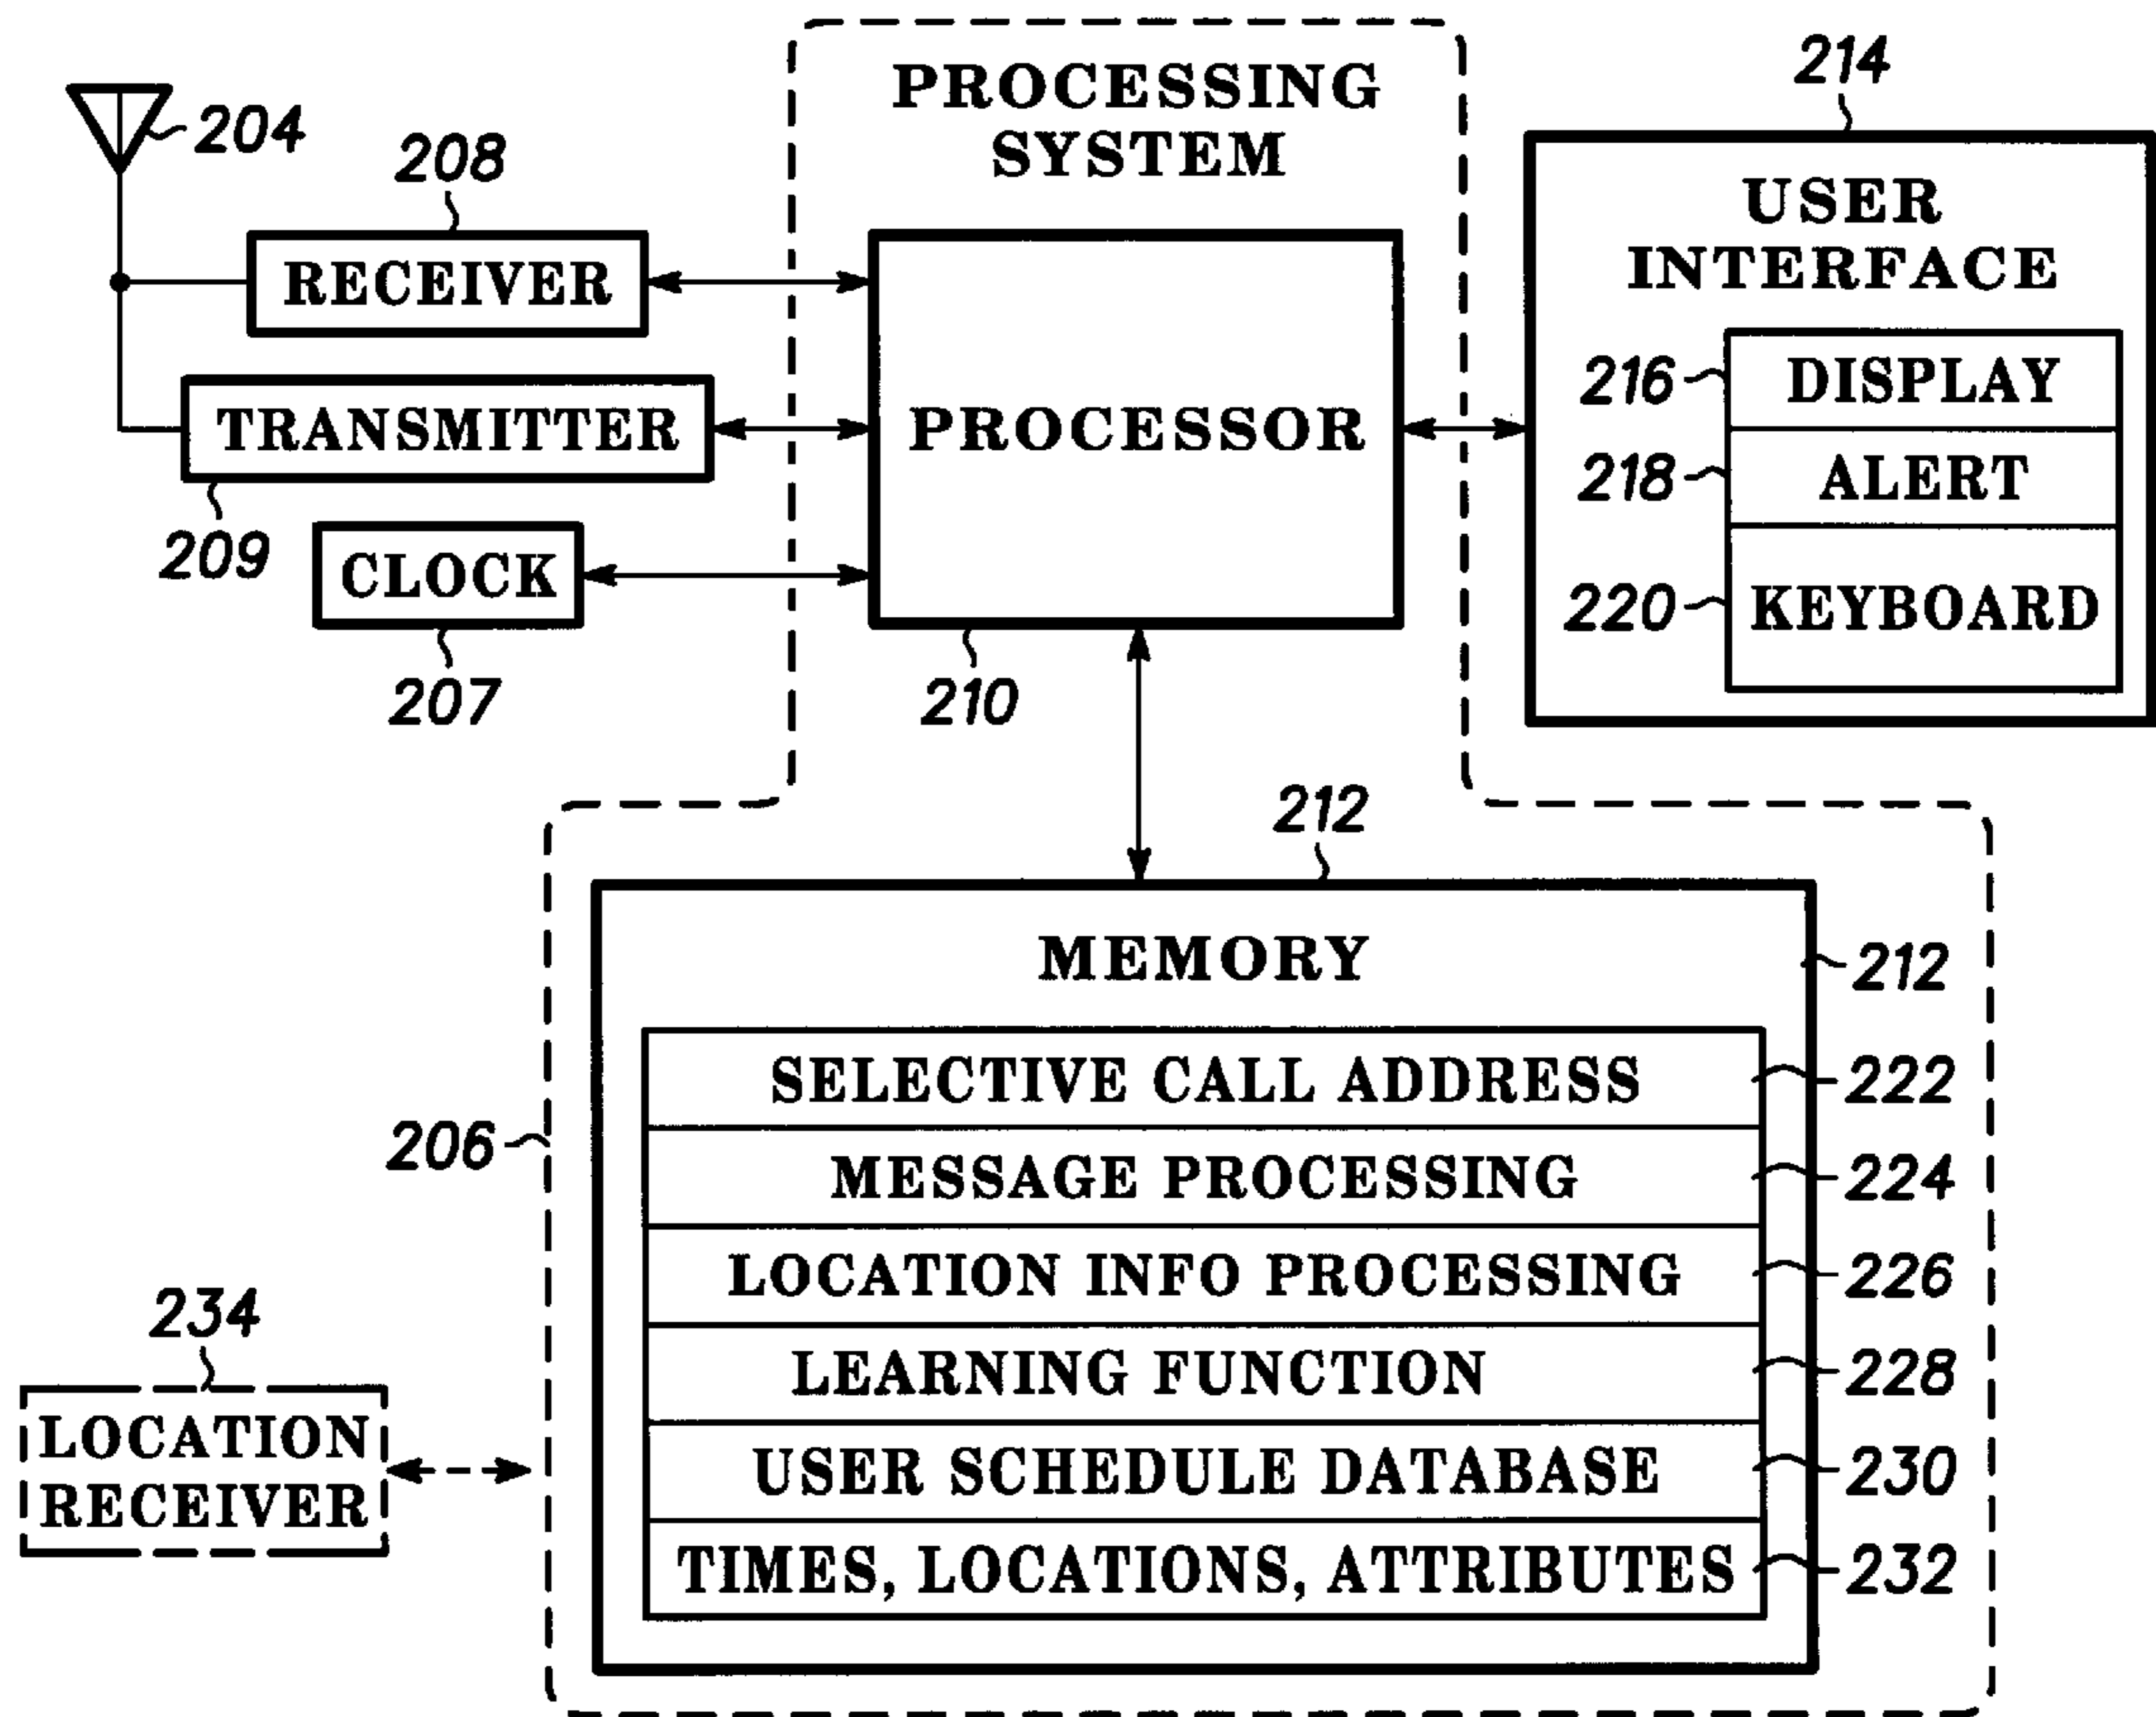 204
208
RECEIVER
TRANSMITTER
209
CLOCK
207
PROCESSING
SYSTEM
PROCESSOR
210
214
USER
INTERFACE
216
DISPLAY
218
ALERT
220
KEYBOARD
212
MEMORY
212
SELECTIVE CALL ADDRESS
222
MESSAGE PROCESSING
224
LOCATION INFO PROCESSING
226
LEARNING FUNCTION
228
USER SCHEDULE DATABASE
230
TIMES, LOCATIONS, ATTRIBUTES
232
206
234
LOCATION
RECEIVER